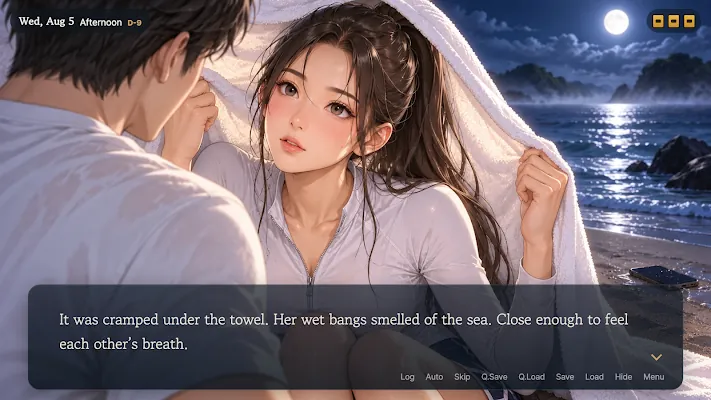 Wed, Aug 5 Afternoon D-9
It was cramped under the towel. Her wet bangs smelled of the sea. Close enough to feel
each other's breath.
Log Auto Skip Q.Save Q.Load Save Load Hide Menu